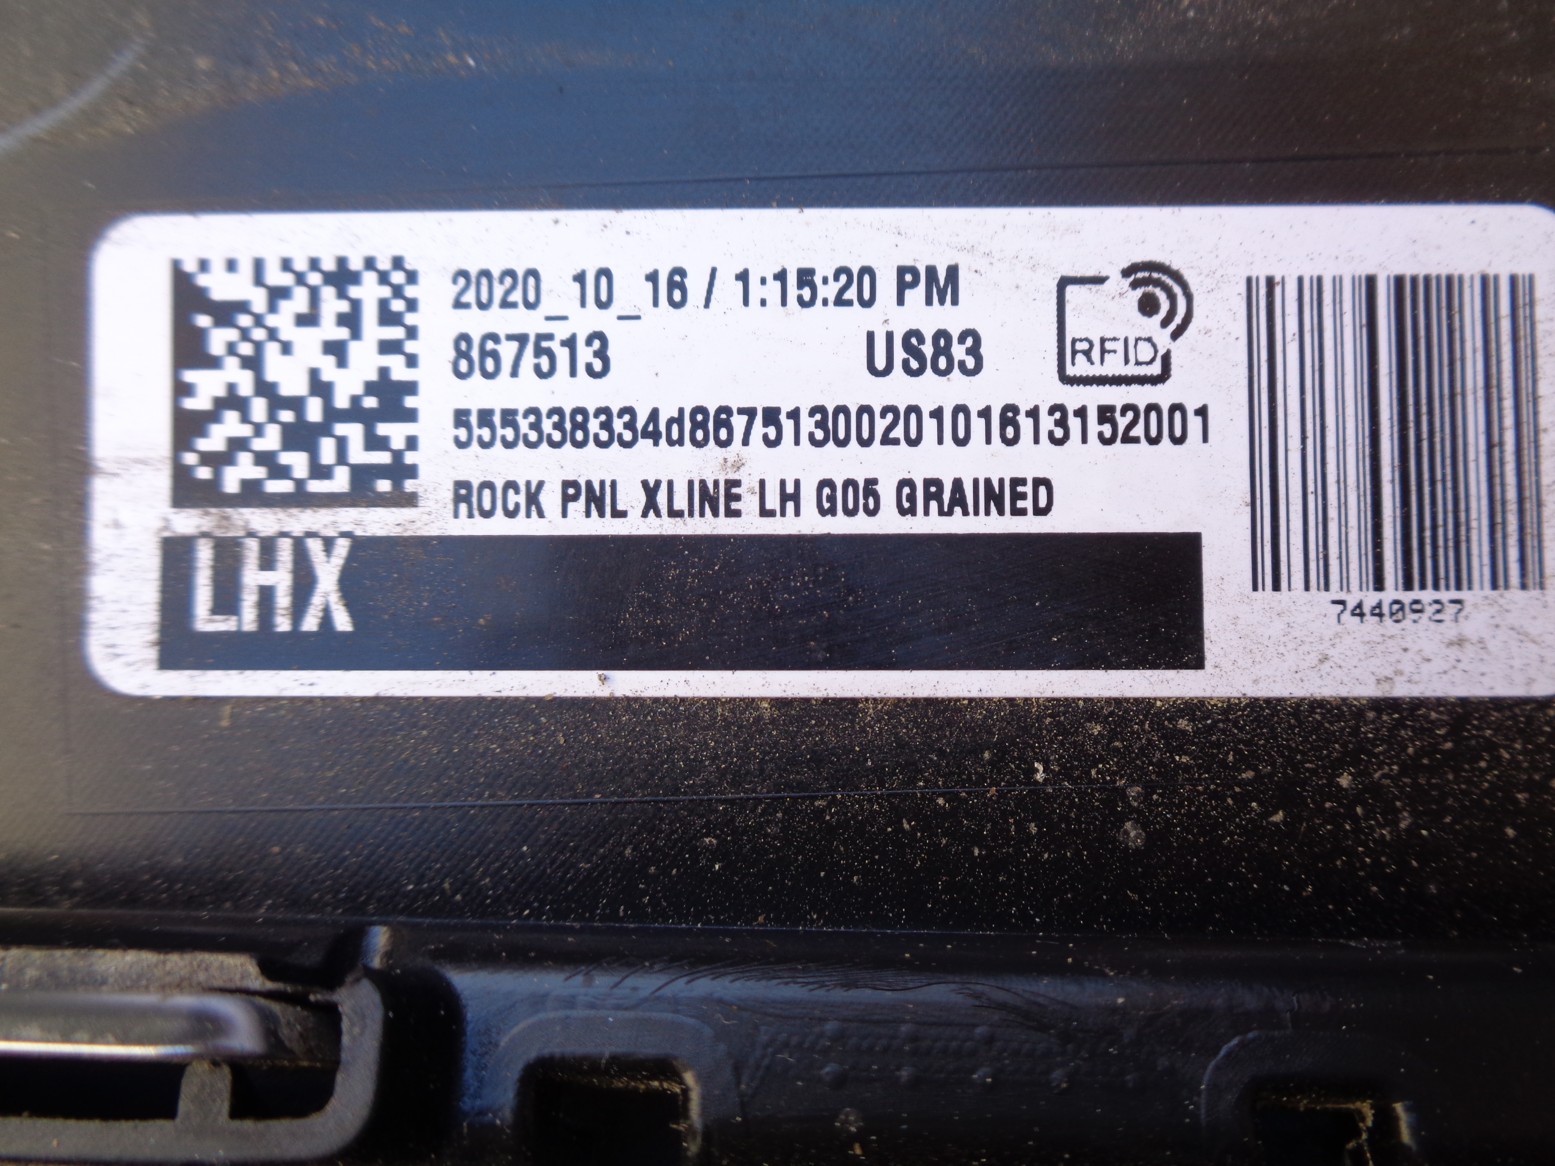 2020_10_16 / 1:15:20 PM
867513 US83
RFID
555338334d867513002010161315200​1
ROCK PNL XLINE LH G05 GRAINED
LHX
7440927